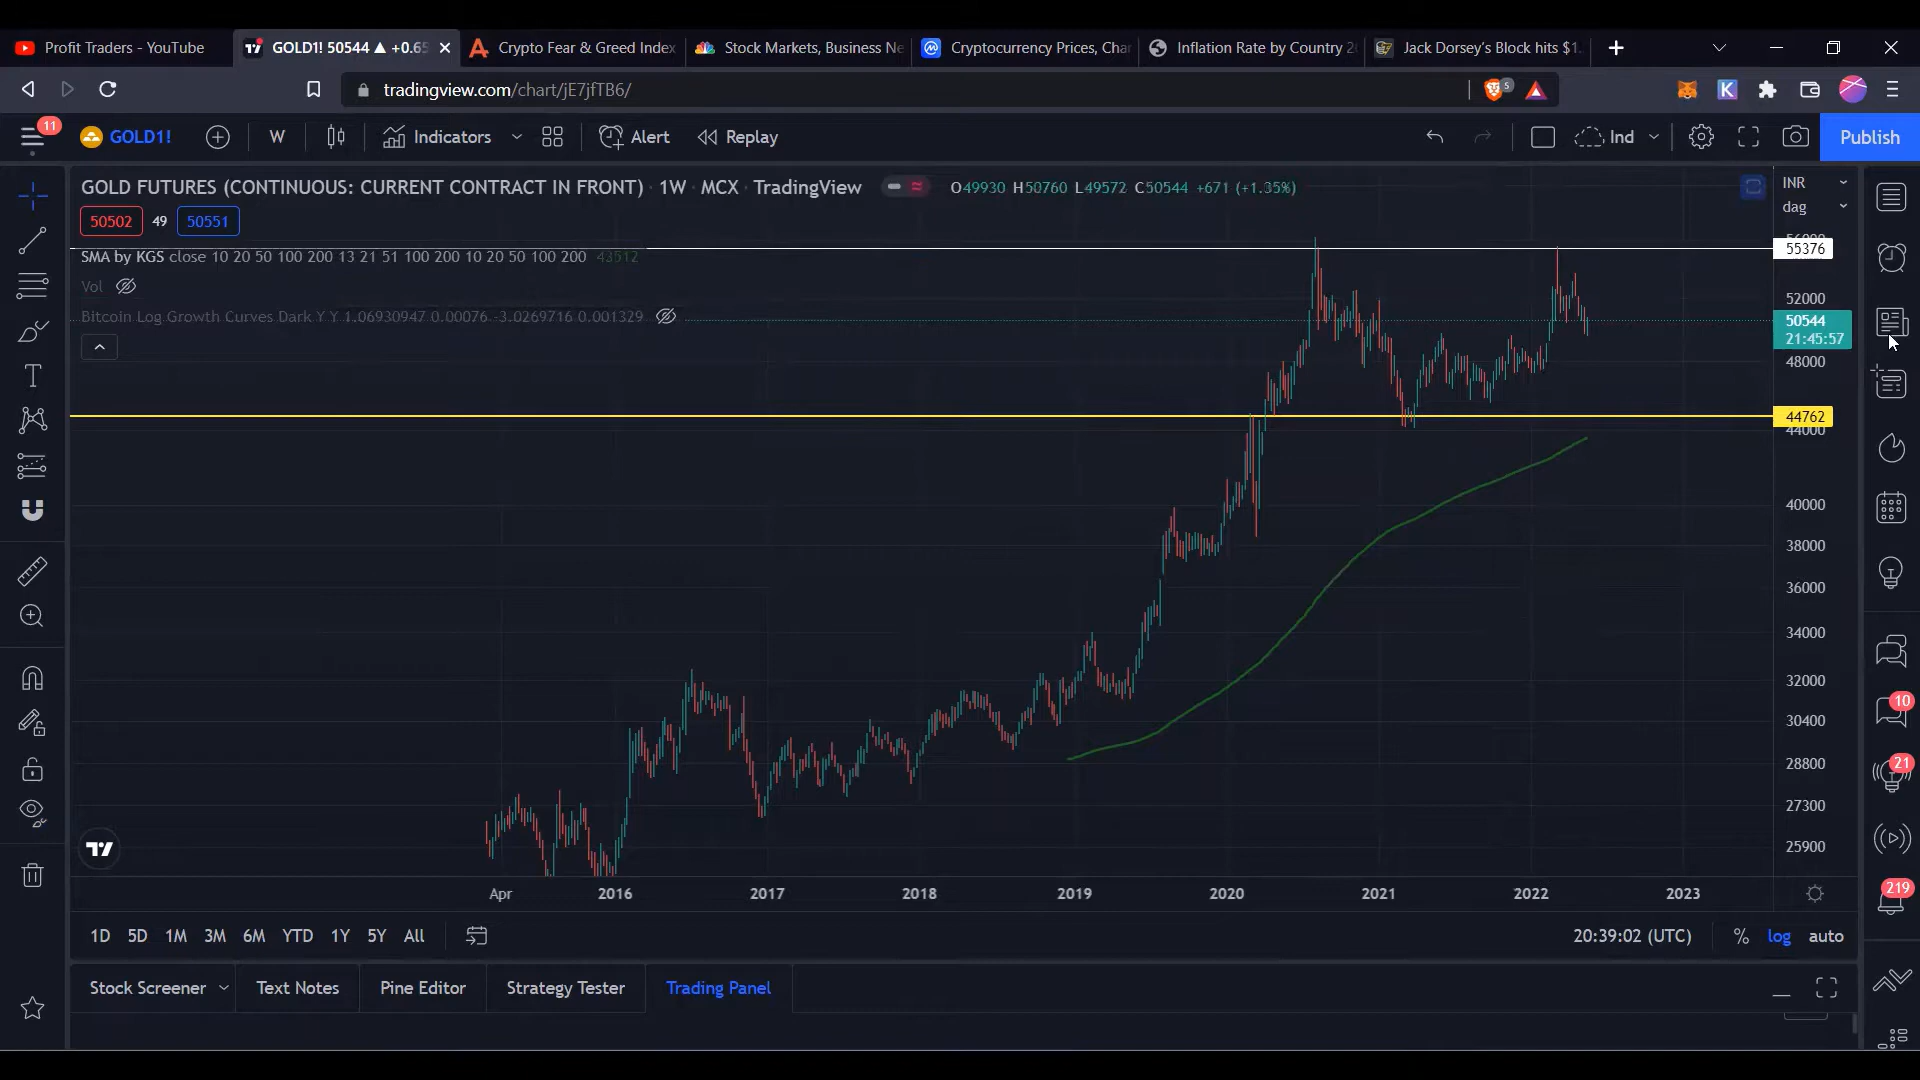 Profit Traders - YouTube
GOLD1! 50544 ▲ +0.65
Crypto Fear & Greed Index
Stock Markets, Business Ne
Cryptocurrency Prices, Char
Inflation Rate by Country 2
Jack Dorsey's Block hits $1.
tradingview.com/chart/jE7jfTB6/
5
11
GOLD1!
W
Indicators
Alert
Replay
Ind
Publish
GOLD FUTURES (CONTINUOUS: CURRENT CONTRACT IN FRONT) · 1W · MCX · TradingView
O49930 H50760 L49572 C50544 +671 (+1.35%)
INR
dag
50502
49
50551
SMA by KGS close 10 20 50 100 200 13 21 51 100 200 10 20 50 100 200 43512
Vol
Bitcoin Log Growth Curves Dark Y Y 1.06930947 0.00076 -3.0269716 0.001329
56000
55376
52000
50544
21:45:57
48000
44762
44000
40000
38000
36000
34000
32000
30400
28800
27300
25900
10
21
219
Apr
2016
2017
2018
2019
2020
2021
2022
2023
1D
5D
1M
3M
6M
YTD
1Y
5Y
All
20:39:02 (UTC)
%
log
auto
Stock Screener
Text Notes
Pine Editor
Strategy Tester
Trading Panel